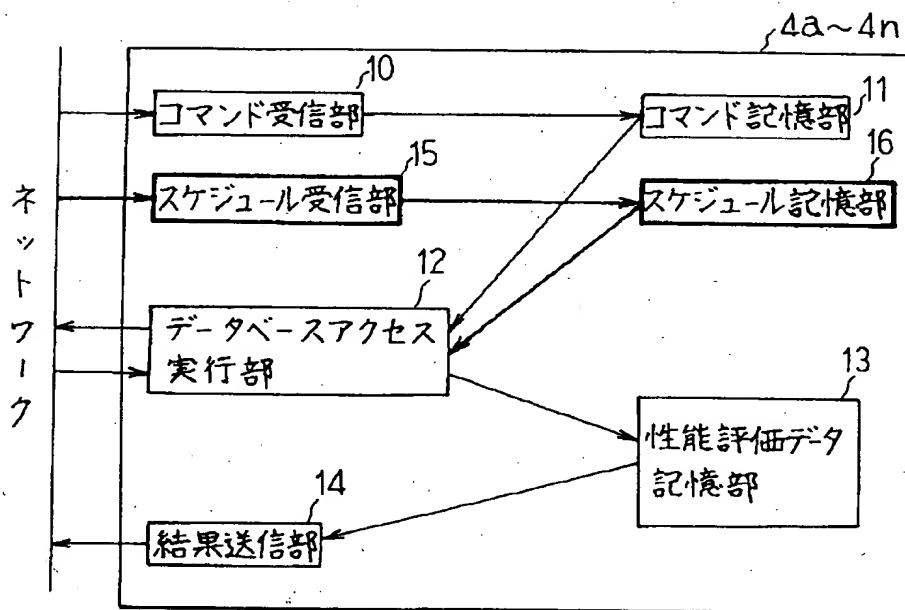 4a~4n
10
コマンド受信部
11
コマンド記憶部
15
スケジュール受信部
16
スケジュール記憶部
ネットワーク
12
データベースアクセス
実行部
13
性能評価データ
記憶部
14
結果送信部